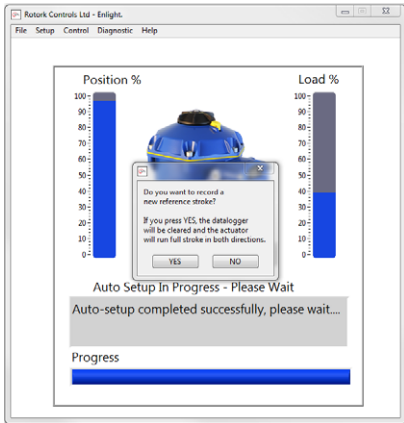 Rotork Controls Ltd - Enlight.
File Setup Control Diagnostic Help
Position % Load %
100 100
90 90
80 80
70 70
60 60
50 50
40 40
30 30
20 20
10 10
0 0
Do you want to record a
new reference stroke?
If you press YES, the datalogger
will be cleared and the actuator
will run full stroke in both directions.
YES NO
Auto Setup In Progress - Please Wait
Auto-setup completed successfully, please wait....
Progress